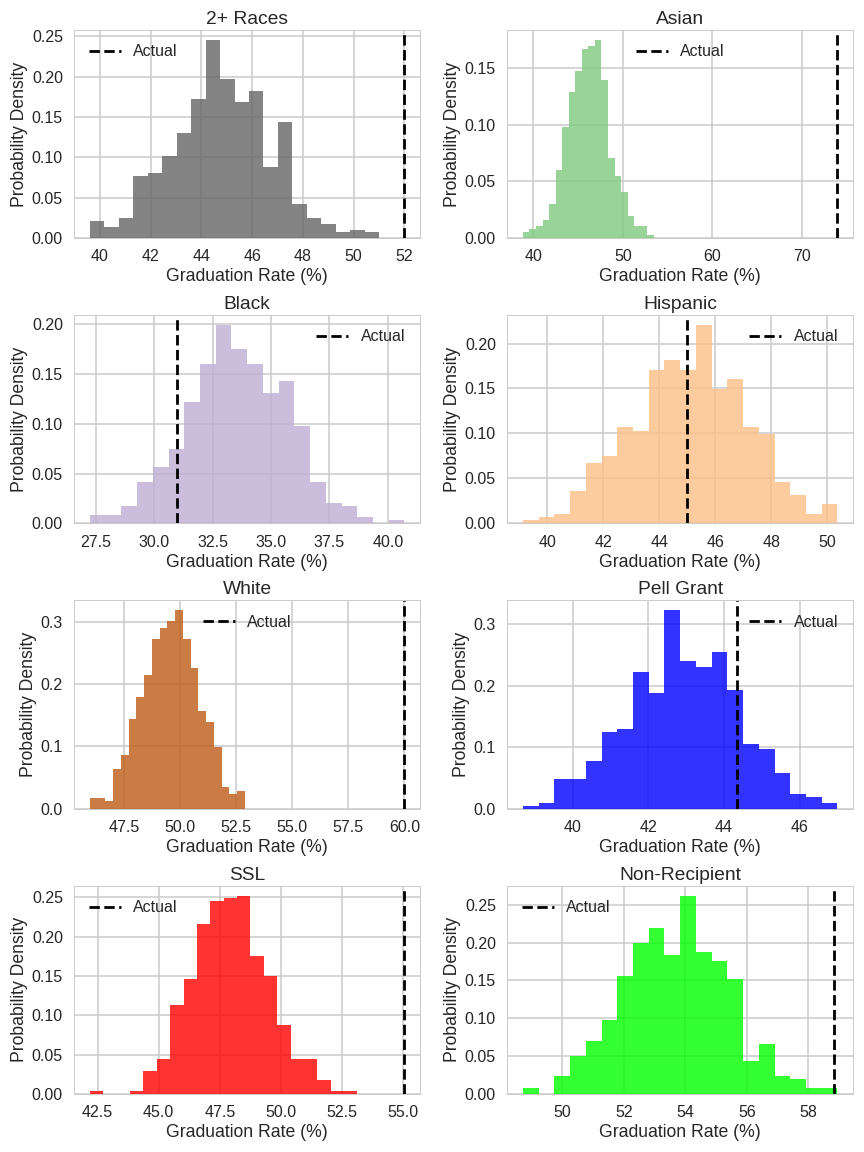 2+ Races
Asian
0.25
0.20
0.15
0.10
0.05
0.00
Probability Density
Actual
40 42 44 46 48 50 52
Graduation Rate (%)
0.15
0.10
0.05
0.00
Probability Density
Actual
40 50 60 70
Graduation Rate (%)
Black
Hispanic
0.20
0.15
0.10
0.05
0.00
Probability Density
Actual
27.5 30.0 32.5 35.0 37.5 40.0
Graduation Rate (%)
0.20
0.15
0.10
0.05
0.00
Probability Density
Actual
40 42 44 46 48 50
Graduation Rate (%)
White
Pell Grant
0.3
0.2
0.1
0.0
Probability Density
Actual
47.5 50.0 52.5 55.0 57.5 60.0
Graduation Rate (%)
0.3
0.2
0.1
0.0
Probability Density
Actual
40 42 44 46
Graduation Rate (%)
SSL
Non-Recipient
0.25
0.20
0.15
0.10
0.05
0.00
Probability Density
Actual
42.5 45.0 47.5 50.0 52.5 55.0
Graduation Rate (%)
0.25
0.20
0.15
0.10
0.05
0.00
Probability Density
Actual
50 52 54 56 58
Graduation Rate (%)